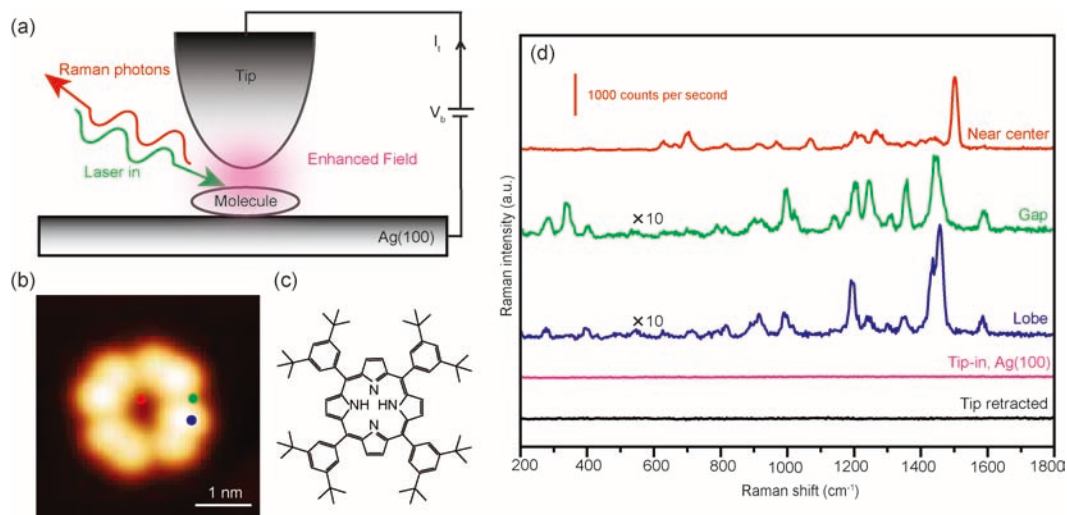 (a)
Raman photons
Laser in
Tip
Enhanced Field
Molecule
Ag(100)
Iₜ
V_b
(b)
1 nm
(c)
N
NH HN
N
(d)
1000 counts per second
Near center
×10
Gap
×10
Lobe
Tip-in, Ag(100)
Tip retracted
Raman intensity (a.u.)
200 400 600 800 1000 1200 1400 1600 1800
Raman shift (cm⁻¹)